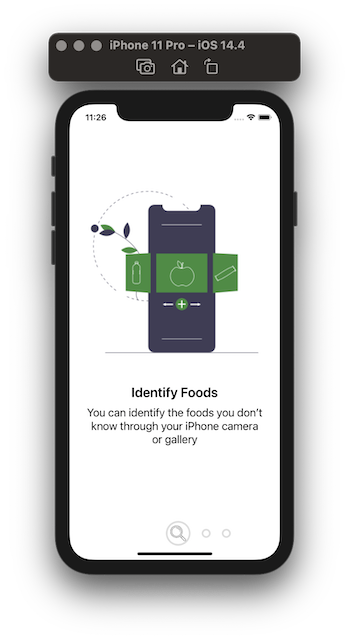 iPhone 11 Pro – iOS 14.4
11:26
Identify Foods
You can identify the foods you don’t
know through your iPhone camera
or gallery